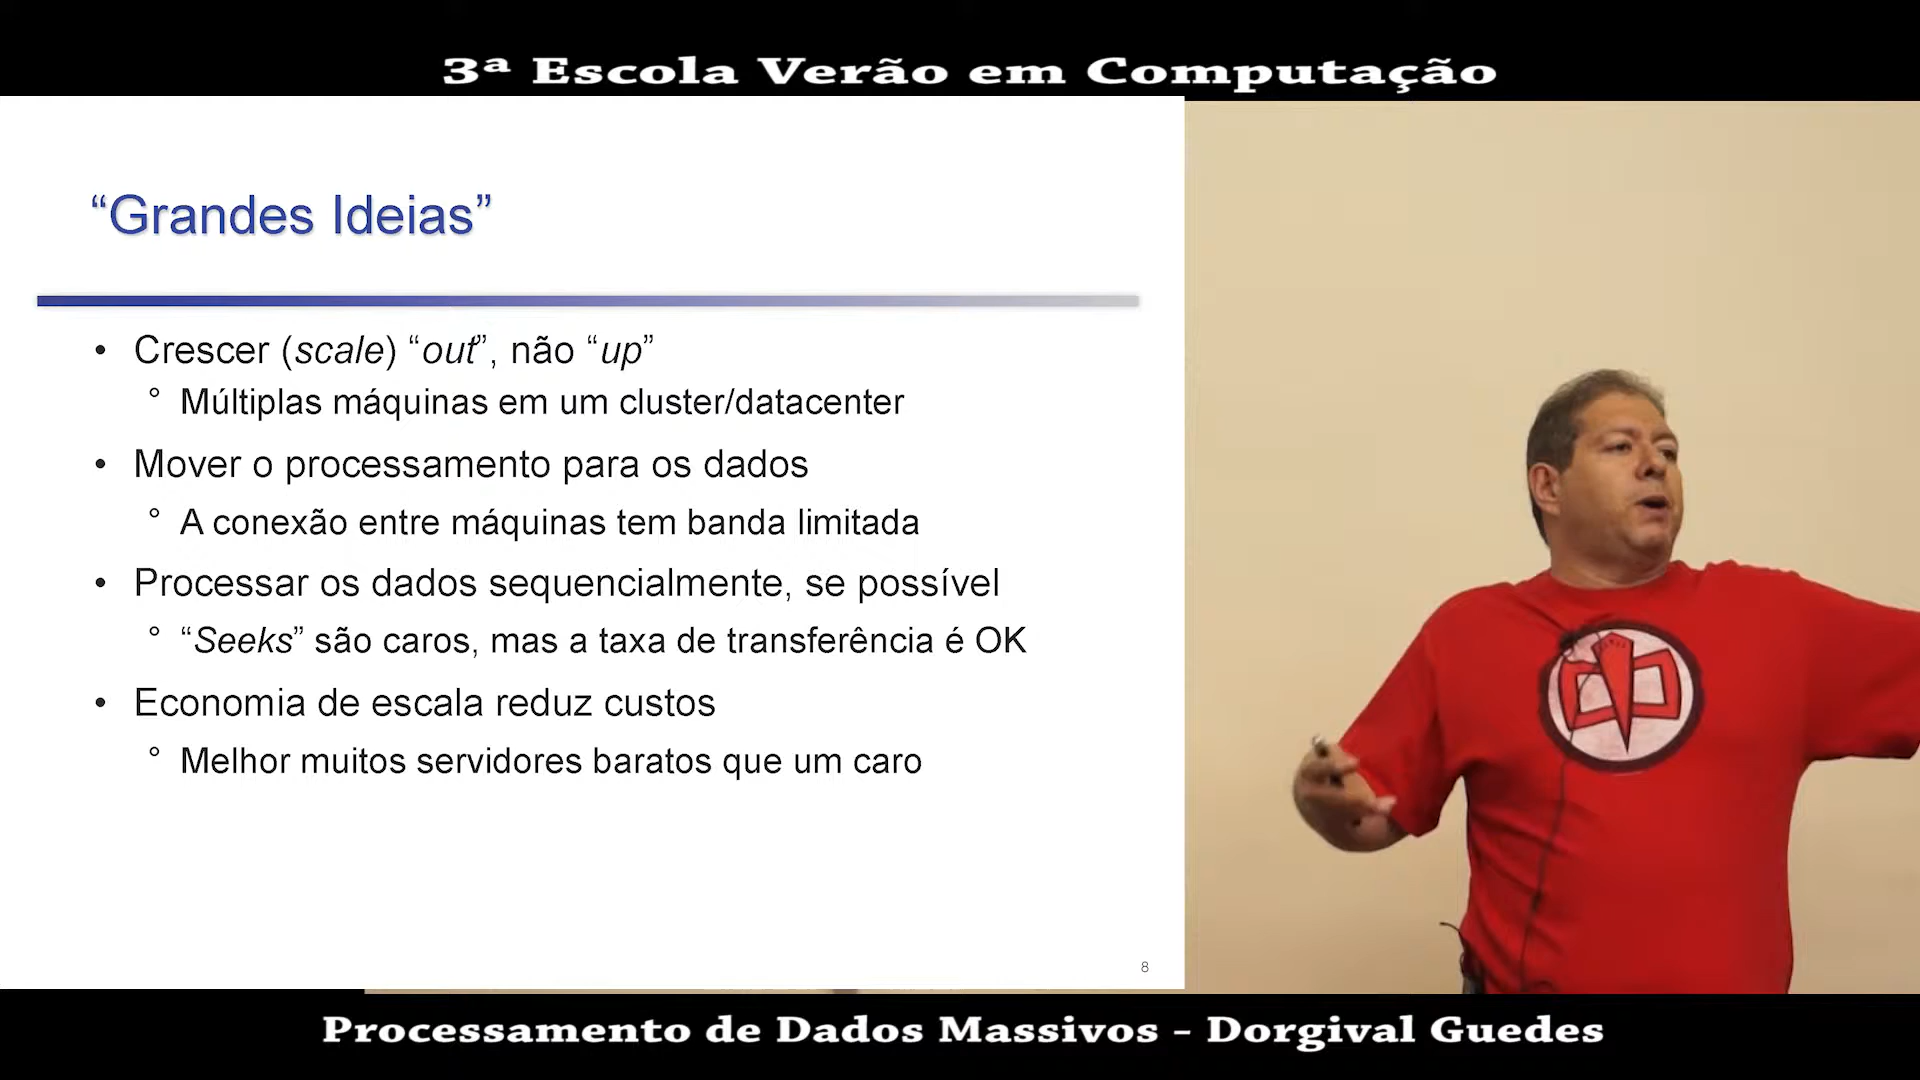 3ª Escola Verão em Computação
“Grandes Ideias”
• Crescer (scale) “out”, não “up”
° Múltiplas máquinas em um cluster/datacenter
• Mover o processamento para os dados
° A conexão entre máquinas tem banda limitada
• Processar os dados sequencialmente, se possível
° “Seeks” são caros, mas a taxa de transferência é OK
• Economia de escala reduz custos
° Melhor muitos servidores baratos que um caro
8
Processamento de Dados Massivos – Dorgival Guedes